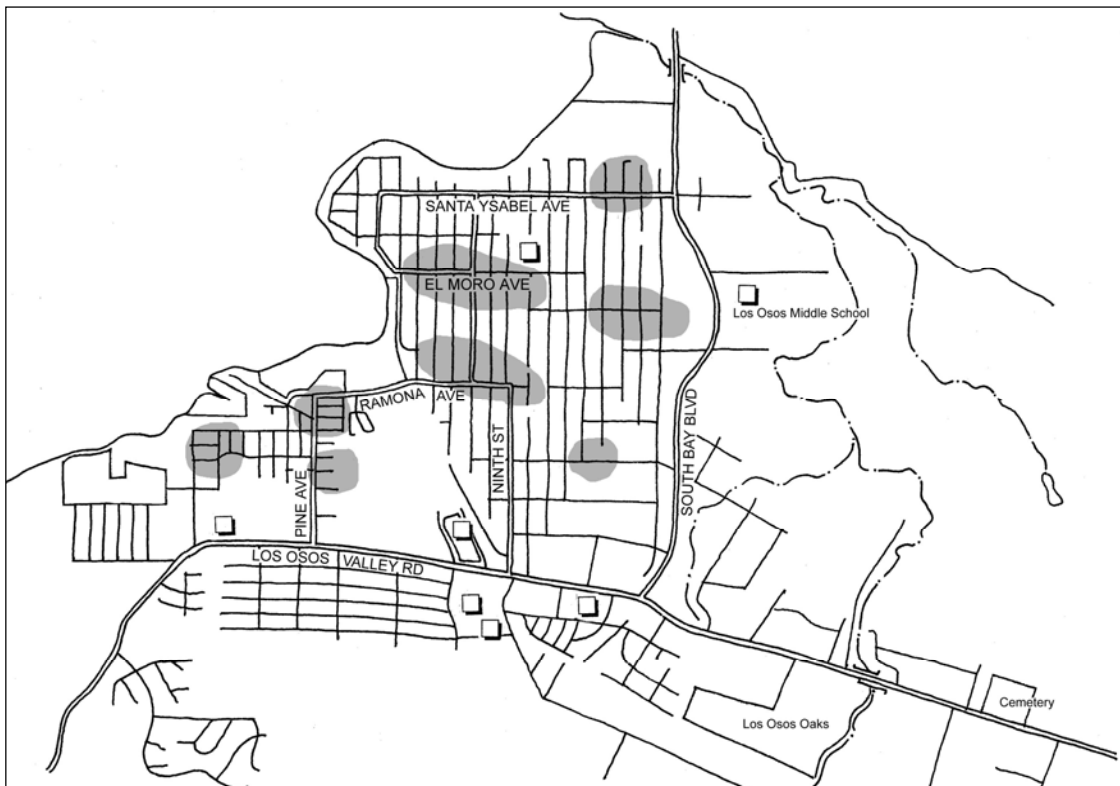 SANTA YSABEL AVE
EL MORO AVE
Los Osos Middle School
RAMONA AVE
SOUTH BAY BLVD
NINTH ST
PINE AVE
LOS OSOS VALLEY RD
Cemetery
Los Osos Oaks